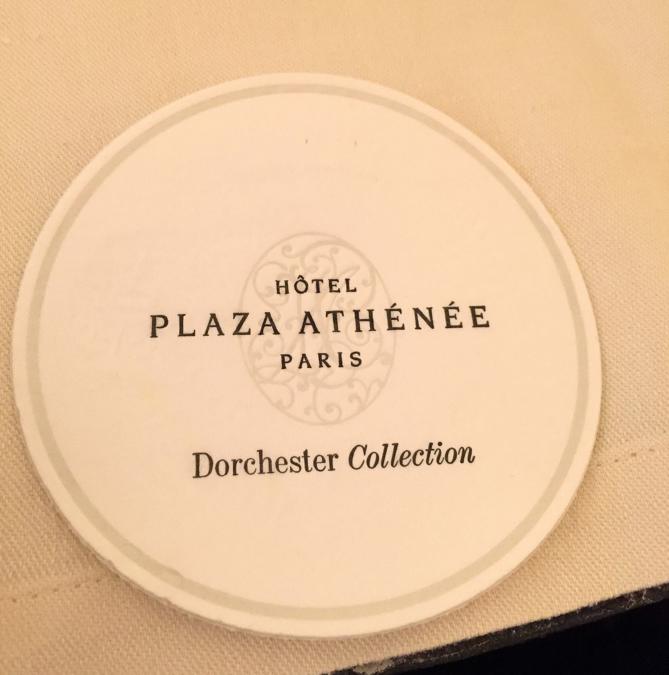 HÔTEL
PLAZA ATHÉNÉE
PARIS
Dorchester Collection